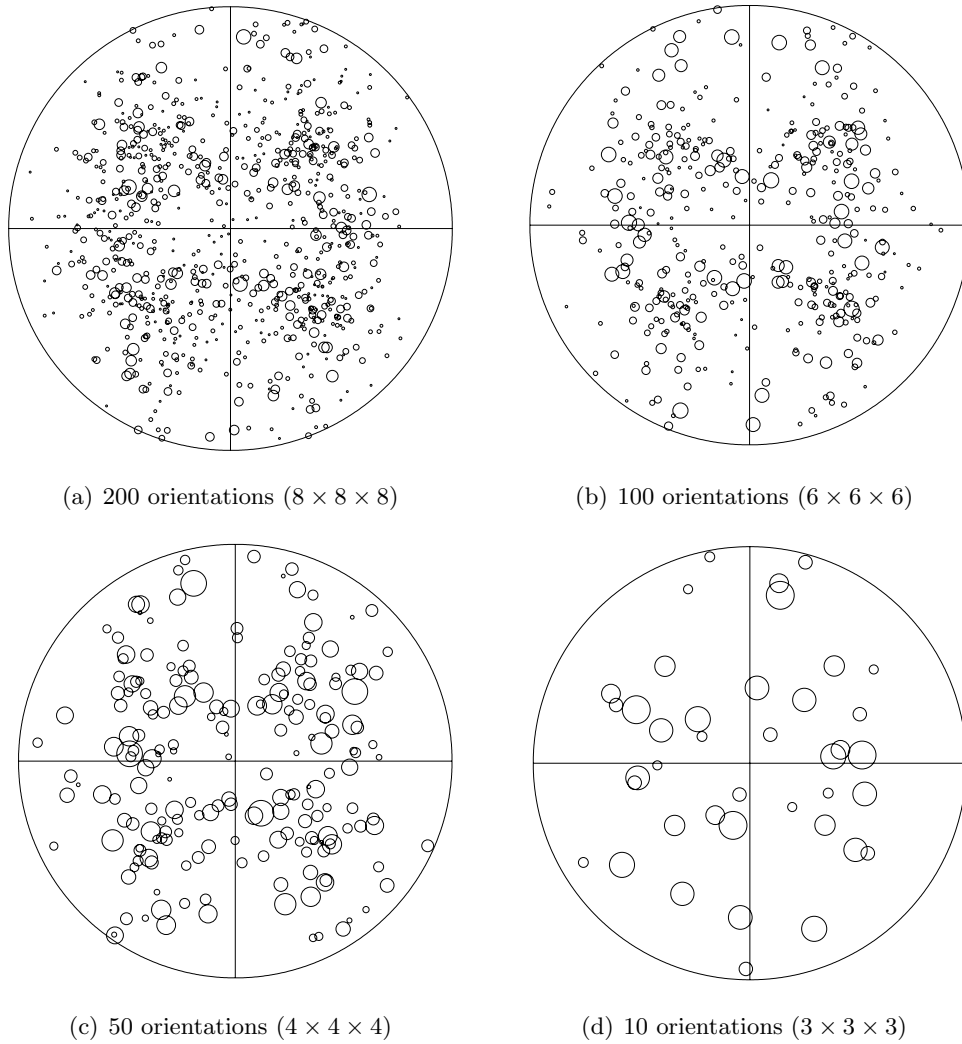 (a) 200 orientations (8 × 8 × 8)
(b) 100 orientations (6 × 6 × 6)
(c) 50 orientations (4 × 4 × 4)
(d) 10 orientations (3 × 3 × 3)